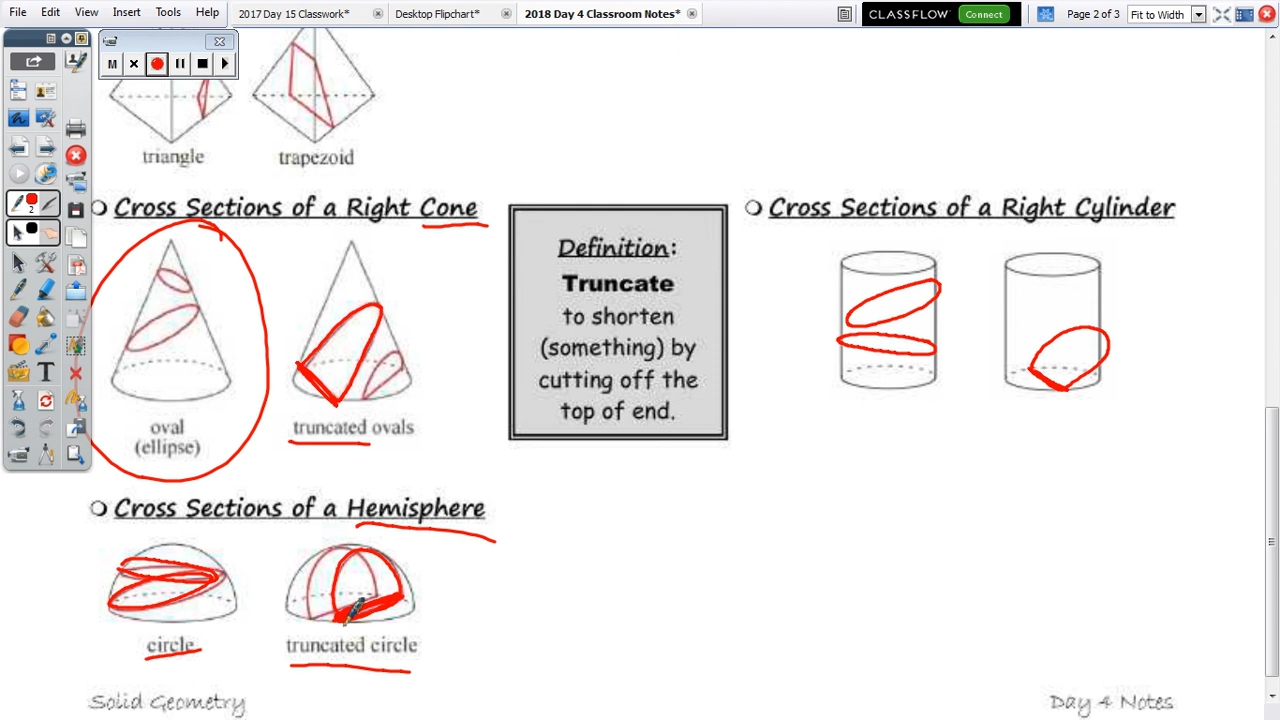 File Edit View Insert Tools Help
2017 Day 15 Classwork*
Desktop Flipchart*
2018 Day 4 Classroom Notes*
CLASSFLOW Connect
Page 2 of 3
Fit to Width
M
2
T
triangle
trapezoid
Cross Sections of a Right Cone
oval
(ellipse)
truncated ovals
Definition:
Truncate
to shorten
(something) by
cutting off the
top of end.
Cross Sections of a Right Cylinder
Cross Sections of a Hemisphere
circle
truncated circle
Solid Geometry
Day 4 Notes